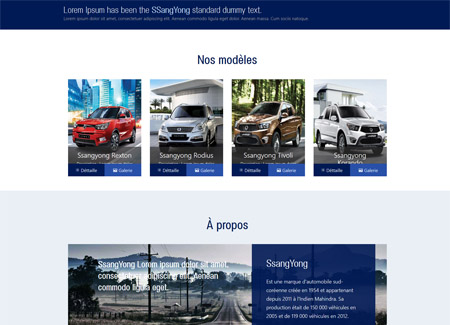 Lorem Ipsum has been the SSangYong standard dummy text.
Lorem ipsum dolor sit amet, consectetuer adipiscing elit. Aenean commodo ligula eget dolor. Aenean massa. Cum sociis natoque.
Nos modèles
Ssangyong Rexton
Ssangyong Rodius
Ssangyong Tivoli
Ssangyong Korando
Détaille Galerie
Détaille Galerie
Détaille Galerie
Détaille Galerie
À propos
SsangYong Lorem ipsum dolor sit amet,
consectetuer adipiscing elit. Aenean
commodo ligula eget.
SsangYong
Est une marque d'automobile sud-
coréenne créée en 1954 et appartenant
depuis 2011 à l'Indien Mahindra. Sa
production était de 150 000 véhicules en
2005 et de 119 000 véhicules en 2012.